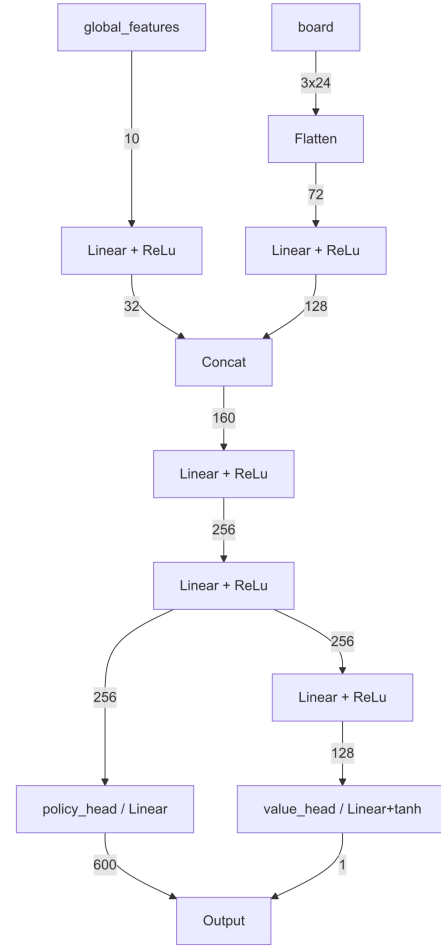 global_features
board
3x24
10
Flatten
72
Linear + ReLu
Linear + ReLu
32
128
Concat
160
Linear + ReLu
256
Linear + ReLu
256
256
Linear + ReLu
128
policy_head / Linear
value_head / Linear+tanh
600
1
Output